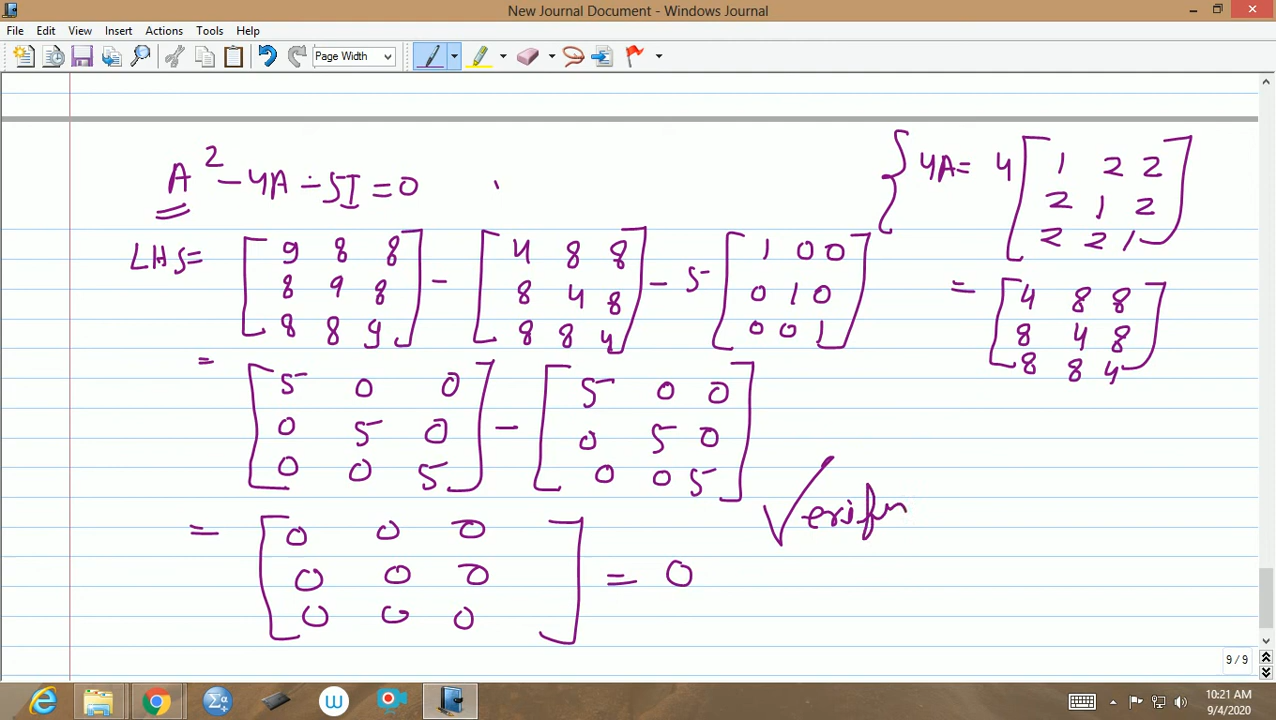 New Journal Document - Windows Journal
File Edit View Insert Actions Tools Help
Page Width
A² - 4A - 5I = 0
{ 4A = 4 [ 1 2 2
2 1 2
2 2 1 ]
= [ 4 8 8
8 4 8
8 8 4 ]
LHS = [ 9 8 8 ] - [ 4 8 8 ] - 5 [ 1 0 0 ]
8 9 8 8 4 8 0 1 0
8 8 9 8 8 4 0 0 1
= [ 5 0 0 ] - [ 5 0 0 ]
0 5 0 0 5 0
0 0 5 0 0 5
= [ 0 0 0 ]
0 0 0 = 0
0 0 0
9 / 9
10:21 AM
9/4/2020